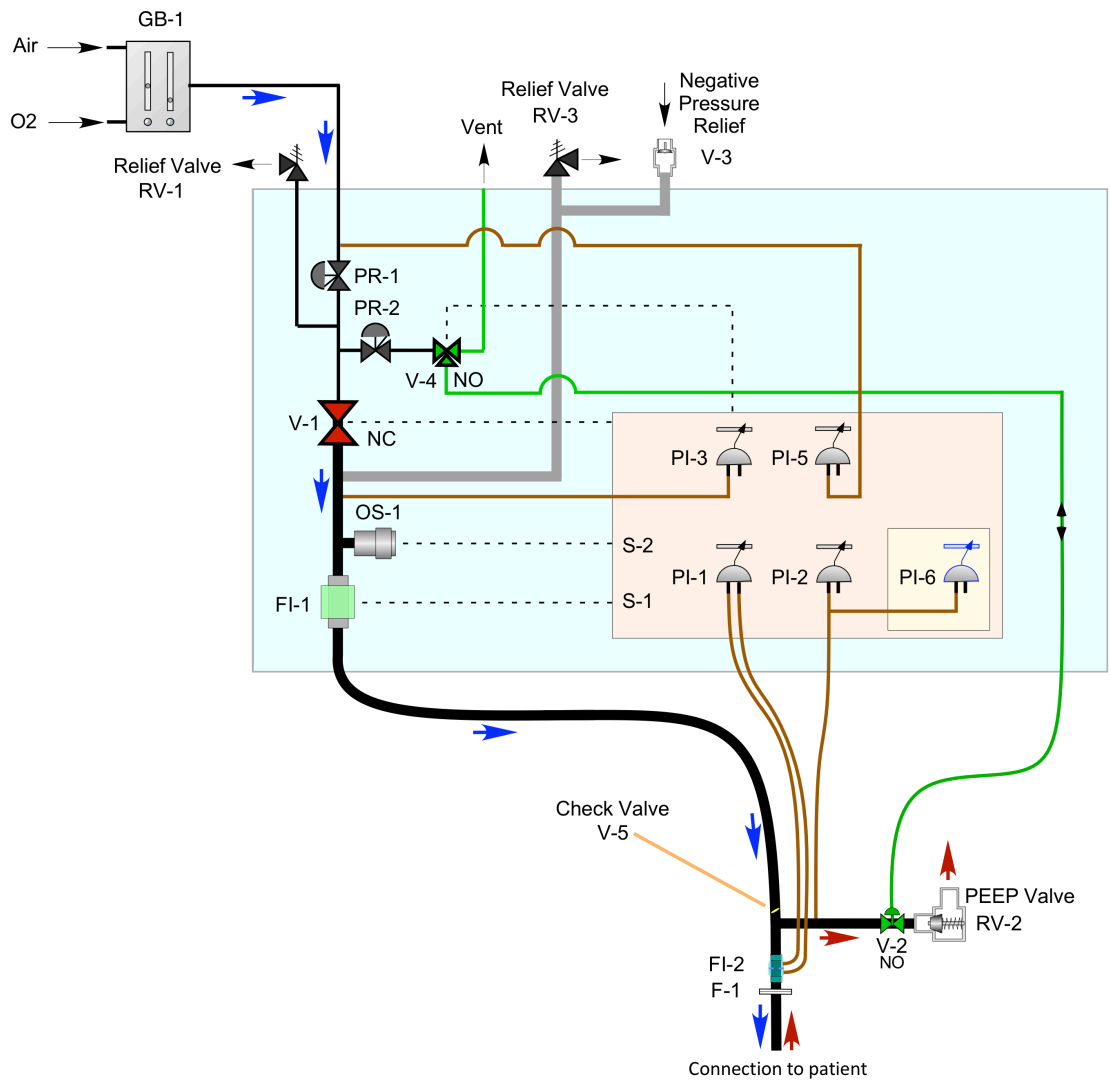 GB-1
Air
O2
Relief Valve
RV-1
Vent
Relief Valve
RV-3
Negative
Pressure
Relief
V-3
PR-1
PR-2
V-4
NO
V-1
NC
PI-3
PI-5
OS-1
S-2
PI-1
PI-2
PI-6
FI-1
S-1
Check Valve
V-5
PEEP Valve
RV-2
V-2
NO
FI-2
F-1
Connection to patient